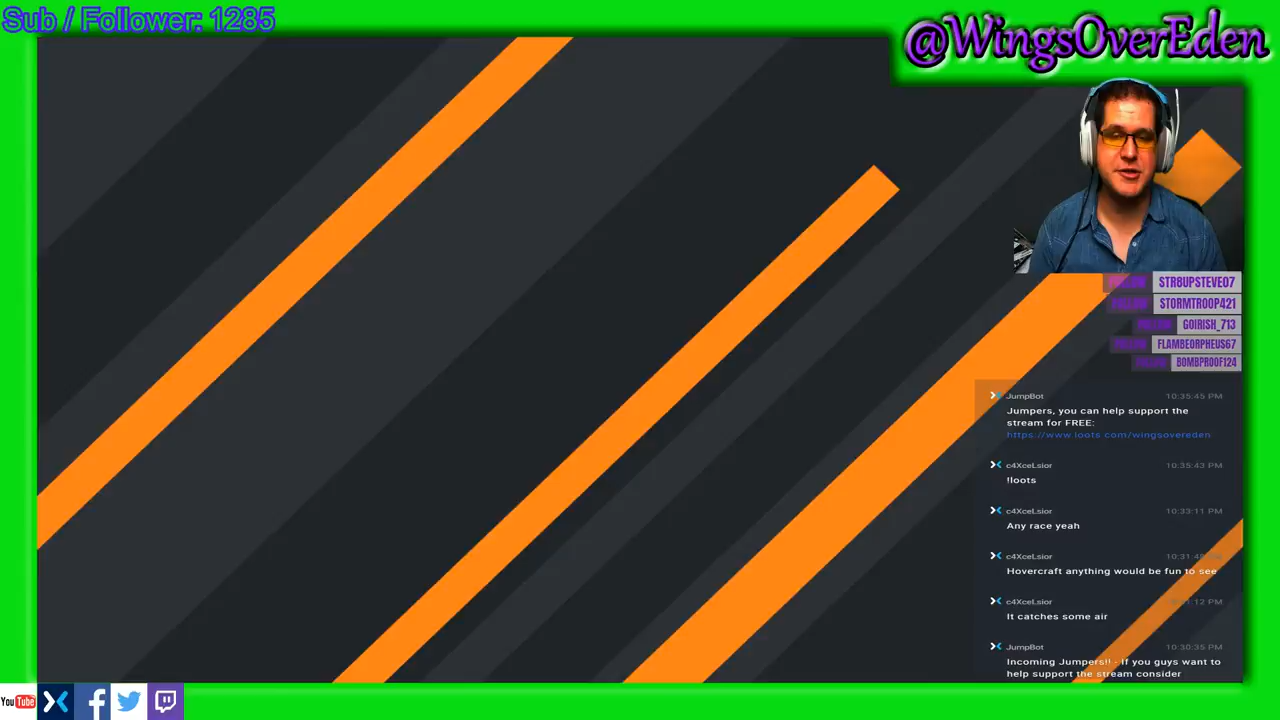 Sub / Follower: 1285
@WingsOverEden
STR8UPSTEVE07
STORMTROOP421
GOIRISH_713
FLAMBEORPHEUS67
BOMBPROOF124
JumpBot 10:35:45 PM
Jumpers, you can help support the
stream for FREE:
https://www.loots.com/wingsovereden
c4XceLsior 10:35:43 PM
!loots
c4XceLsior 10:33:11 PM
Any race yeah
c4XceLsior
Hovercraft anything would be fun to see
c4XceLsior
It catches some air
JumpBot 10:30:35 PM
Incoming Jumpers!! - If you guys want to
help support the stream consider
You Tube